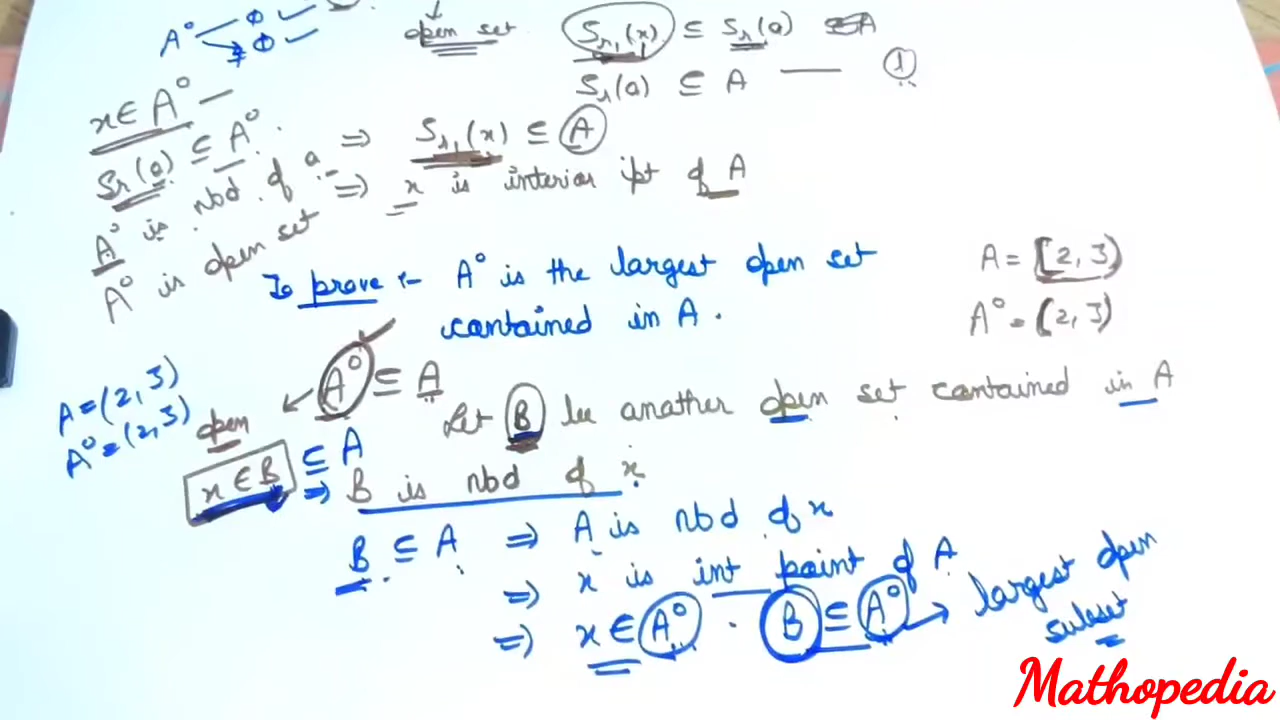 A° φ
≠ φ
open set
S_{r₁}(x) ⊆ S_r(a)
A
S_r(a) ⊆ A — ①
x ∈ A° —
S_r(a) ⊆ A°.
A° is nbd of a
A° is open set
⇒ S_{r₁}(x) ⊆ A
⇒ x is interior pt of A
To prove :- A° is the largest open set
contained in A.
A = [2, 3)
A° = (2, 3)
A = (2, 3)
A° = (2, 3)
A° ⊆ A
open
Let B be another open set contained in A
x ∈ B ⊆ A
⇒ B is nbd of x
B ⊆ A ⇒ A is nbd of x
⇒ x is int point of A
⇒ x ∈ A° . B ⊆ A° → largest open
subset
Mathopedia